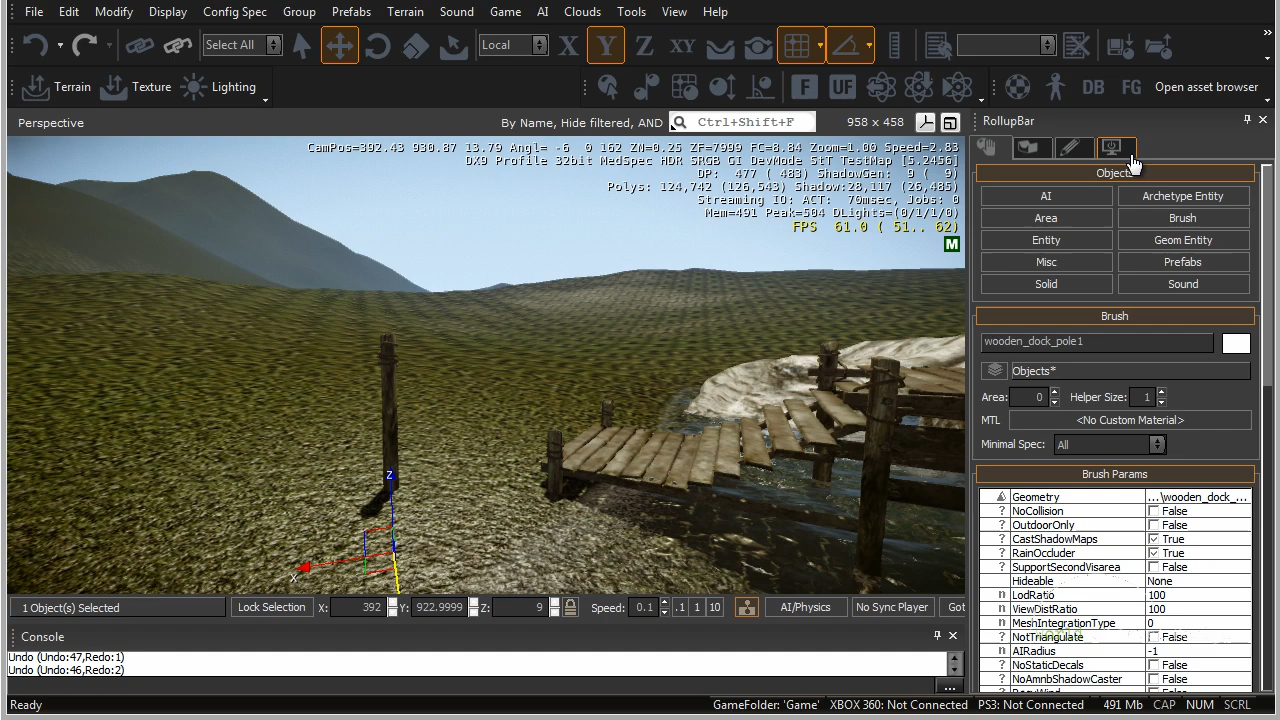 File Edit Modify Display Config Spec Group Prefabs Terrain Sound Game AI Clouds Tools View Help
Select All Local X Y Z XY »
Terrain Texture Lighting F UF DB FG Open asset browser
Perspective By Name, Hide filtered, AND Ctrl+Shift+F 958 x 458
RollupBar
CamPos=392.43 930.87 13.79 Angl= -6 0 162 ZN=0.25 ZF=7999 FC=8.84 Zoom=1.00 Speed=2.83
DX9 Profile 32bit MedSpec HDR SRGB GI DevMode StT TestMap [5.2456]
DP: 477 ( 483) ShadowGen: 9 ( 9)
Polys: 124,742 (126,543) Shadow:28,117 (26,485)
Streaming IO: ACT: 79msec, Jobs: 0
Mem=491 Peak=504 DLights=(0/1/1/0)
FPS 61.0 ( 51.. 62)
M
Z
X
Objects
AI Archetype Entity
Area Brush
Entity Geom Entity
Misc Prefabs
Solid Sound
Brush
wooden_dock_pole1
Objects*
Area: 0 Helper Size: 1
MTL <No Custom Material>
Minimal Spec: All
Brush Params
Geometry ...\wooden_dock_...
? NoCollision False
? OutdoorOnly False
? CastShadowMaps True
? RainOccluder True
? SupportSecondVisarea False
Hideable None
n LodRatio 100
n ViewDistRatio 100
n MeshIntegrationType 0
? NotTriangulate False
n AIRadius -1
? NoStaticDecals False
? NoAmnbShadowCaster False
1 Object(s) Selected Lock Selection X: 392 Y: 922.9999 Z: 9 Speed: 0.1 .1 1 10 AI/Physics No Sync Player Got
Console
Undo (Undo:47,Redo:1)
Undo (Undo:46,Redo:2)
...
Ready GameFolder: 'Game' XBOX 360: Not Connected PS3: Not Connected 491 Mb CAP NUM SCRL